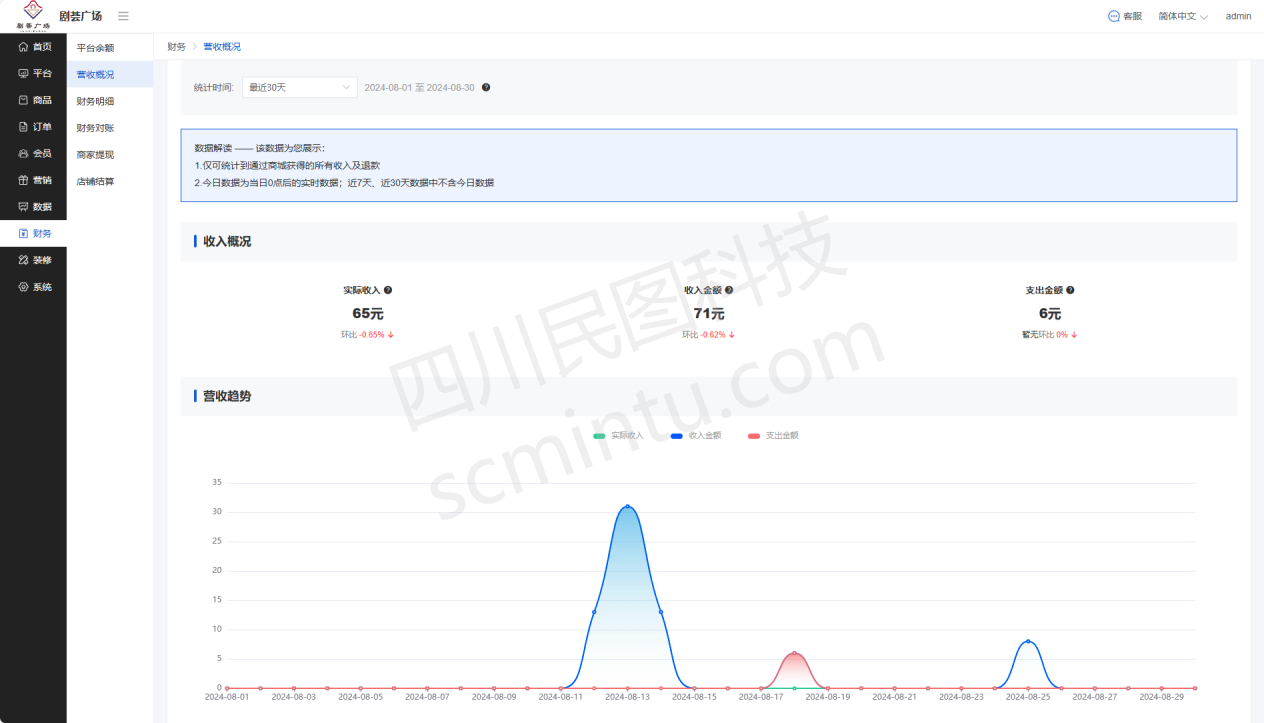 剧荟广场
剧荟广场
客服
简体中文
admin
首页
平台
商品
订单
会员
营销
数据
财务
装修
系统
平台余额
营收概况
财务明细
财务对账
商家提现
店铺结算
财务 > 营收概况
统计时间: 最近30天 2024-08-01 至 2024-08-30
数据解读 —— 该数据为您展示:
1.仅可统计到通过商城获得的所有收入及退款
2.今日数据为当日0点后的实时数据；近7天、近30天数据中不含今日数据
收入概况
实际收入
65元
环比 -0.65% ↓
收入金额
71元
环比 -0.62% ↓
支出金额
6元
暂无环比 0% ↓
营收趋势
实际收入 收入金额 支出金额
35
30
25
20
15
10
5
0
2024-08-01 2024-08-03 2024-08-05 2024-08-07 2024-08-09 2024-08-11 2024-08-13 2024-08-15 2024-08-17 2024-08-19 2024-08-21 2024-08-23 2024-08-25 2024-08-27 2024-08-29
四川民图科技
scmintu.com